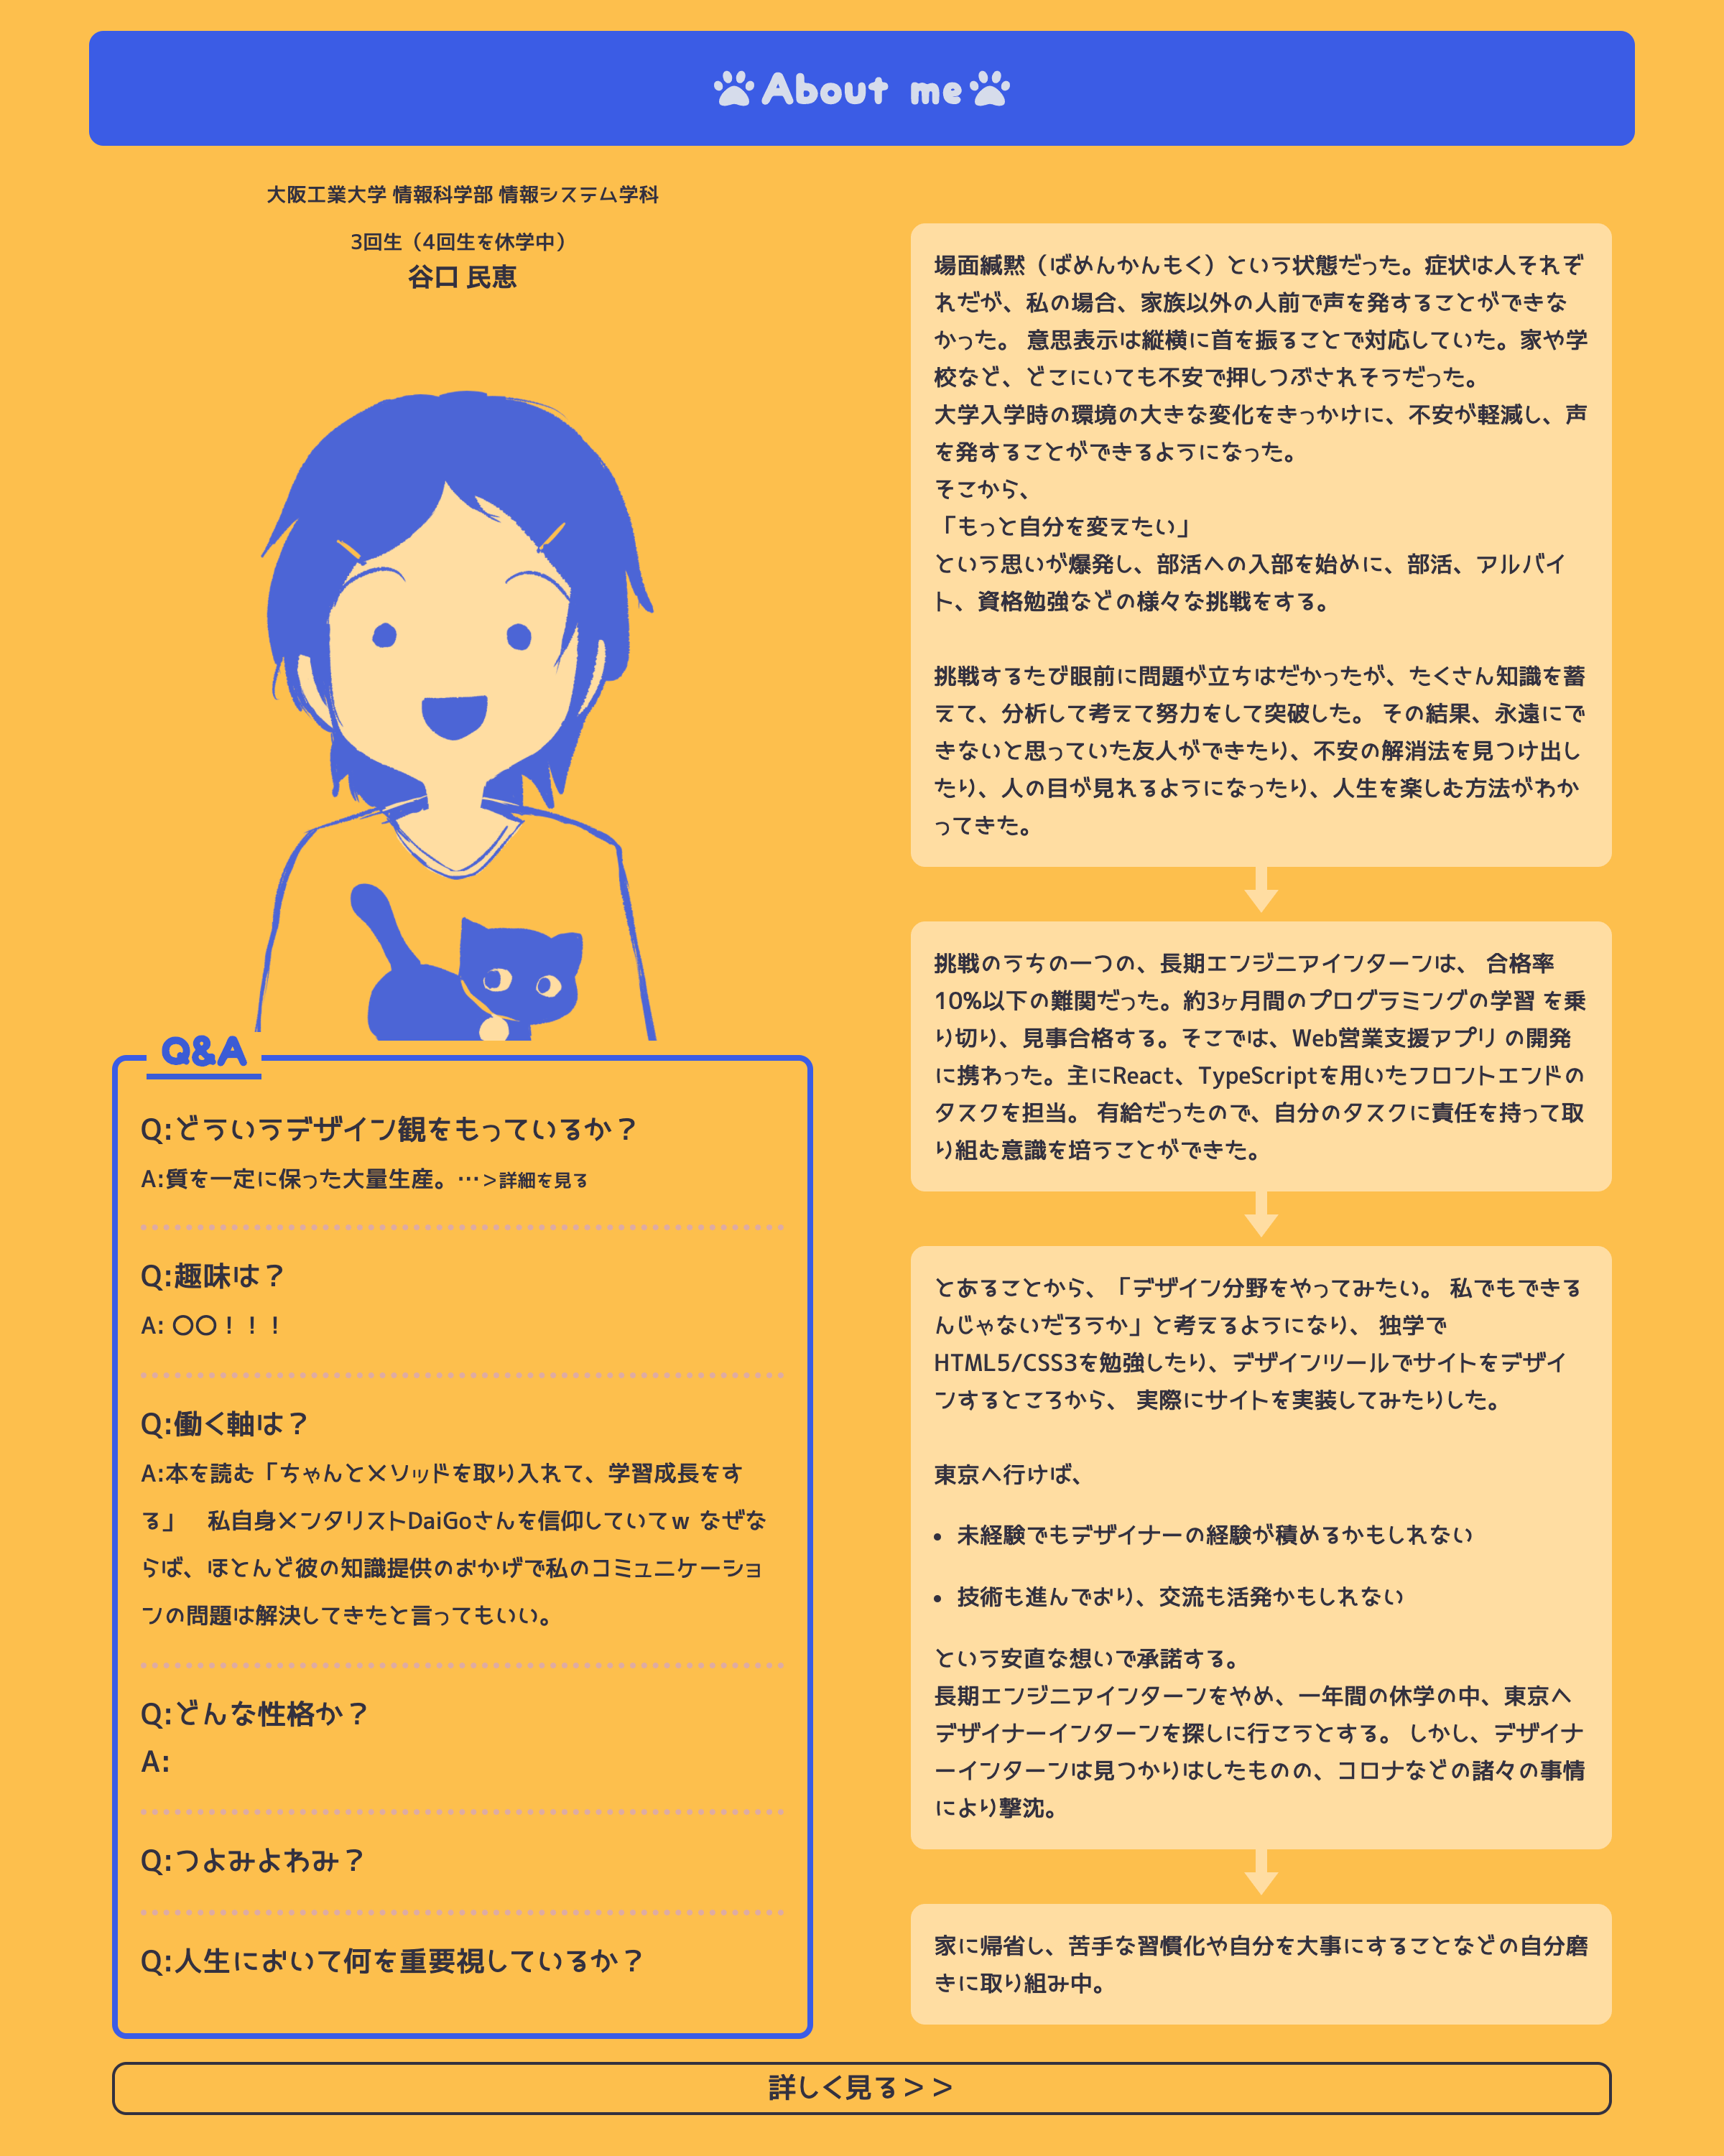 About me
大阪工業大学 情報科学部 情報システム学科
3回生（4回生を休学中）
谷口 民恵
Q&A
Q:どういうデザイン観をもっているか？
A:質を一定に保った大量生産。…>詳細を見る
Q:趣味は？
A: 〇〇！！！
Q:働く軸は？
A:本を読む「ちゃんとメソッドを取り入れて、学習成長をす
る」　私自身メンタリストDaiGoさんを信仰していてw なぜな
らば、ほとんど彼の知識提供のおかげで私のコミュニケーショ
ンの問題は解決してきたと言ってもいい。
Q:どんな性格か？
A:
Q:つよみよわみ？
Q:人生において何を重要視しているか？
場面緘黙（ばめんかんもく）という状態だった。症状は人それぞ
れだが、私の場合、家族以外の人前で声を発することができな
かった。 意思表示は縦横に首を振ることで対応していた。家や学
校など、どこにいても不安で押しつぶされそうだった。
大学入学時の環境の大きな変化をきっかけに、不安が軽減し、声
を発することができるようになった。
そこから、
「もっと自分を変えたい」
という思いが爆発し、部活への入部を始めに、部活、アルバイ
ト、資格勉強などの様々な挑戦をする。
挑戦するたび眼前に問題が立ちはだかったが、たくさん知識を蓄
えて、分析して考えて努力をして突破した。 その結果、永遠にで
きないと思っていた友人ができたり、不安の解消法を見つけ出し
たり、人の目が見れるようになったり、人生を楽しむ方法がわか
ってきた。
挑戦のうちの一つの、長期エンジニアインターンは、 合格率
10%以下の難関だった。約3ヶ月間のプログラミングの学習 を乗
り切り、見事合格する。そこでは、Web営業支援アプリ の開発
に携わった。主にReact、TypeScriptを用いたフロントエンドの
タスクを担当。 有給だったので、自分のタスクに責任を持って取
り組む意識を培うことができた。
とあることから、「デザイン分野をやってみたい。 私でもできる
んじゃないだろうか」と考えるようになり、 独学で
HTML5/CSS3を勉強したり、デザインツールでサイトをデザイ
ンするところから、 実際にサイトを実装してみたりした。
東京へ行けば、
• 未経験でもデザイナーの経験が積めるかもしれない
• 技術も進んでおり、交流も活発かもしれない
という安直な想いで承諾する。
長期エンジニアインターンをやめ、一年間の休学の中、東京へ
デザイナーインターンを探しに行こうとする。 しかし、デザイナ
ーインターンは見つかりはしたものの、コロナなどの諸々の事情
により撃沈。
家に帰省し、苦手な習慣化や自分を大事にすることなどの自分磨
きに取り組み中。
詳しく見る＞＞